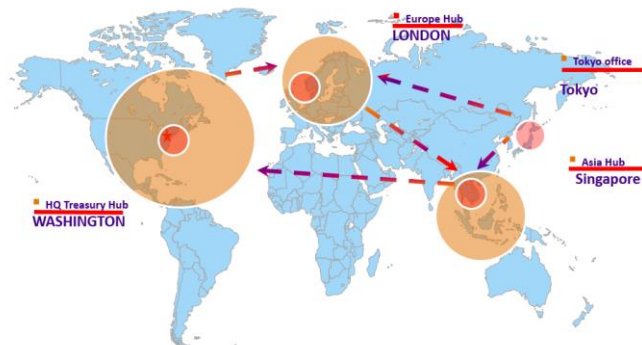 Europe Hub
LONDON
Tokyo office
Tokyo
Asia Hub
Singapore
HQ Treasury Hub
WASHINGTON